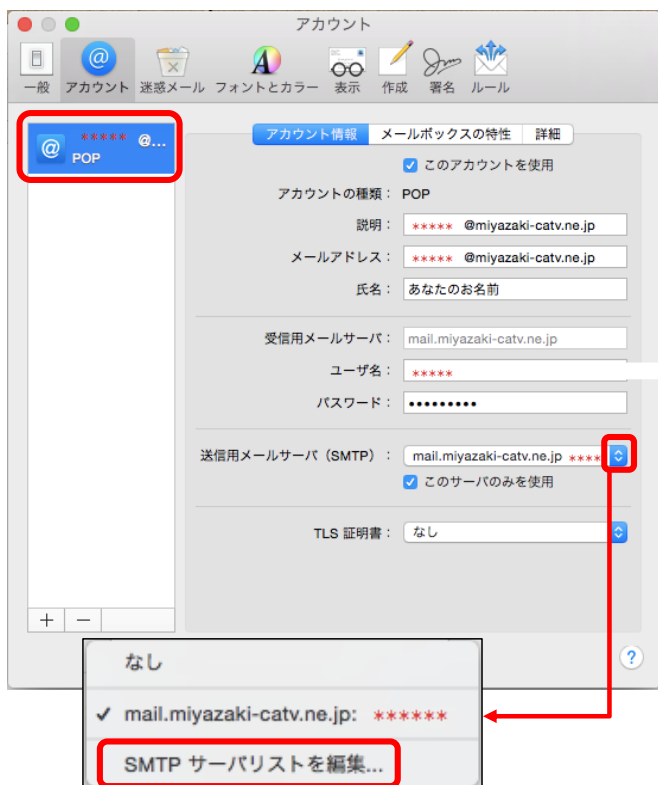 アカウント
一般 アカウント 迷惑メール フォントとカラー 表示 作成 署名 ルール
***** @...
POP
アカウント情報 メールボックスの特性 詳細
このアカウントを使用
アカウントの種類： POP
説明： ***** @miyazaki-catv.ne.jp
メールアドレス： ***** @miyazaki-catv.ne.jp
氏名： あなたのお名前
受信用メールサーバ： mail.miyazaki-catv.ne.jp
ユーザ名： *****
パスワード： •••••••••
送信用メールサーバ（SMTP）： mail.miyazaki-catv.ne.jp ****
このサーバのみを使用
TLS 証明書： なし
+ −
?
なし
✓ mail.miyazaki-catv.ne.jp: ******
SMTP サーバリストを編集...